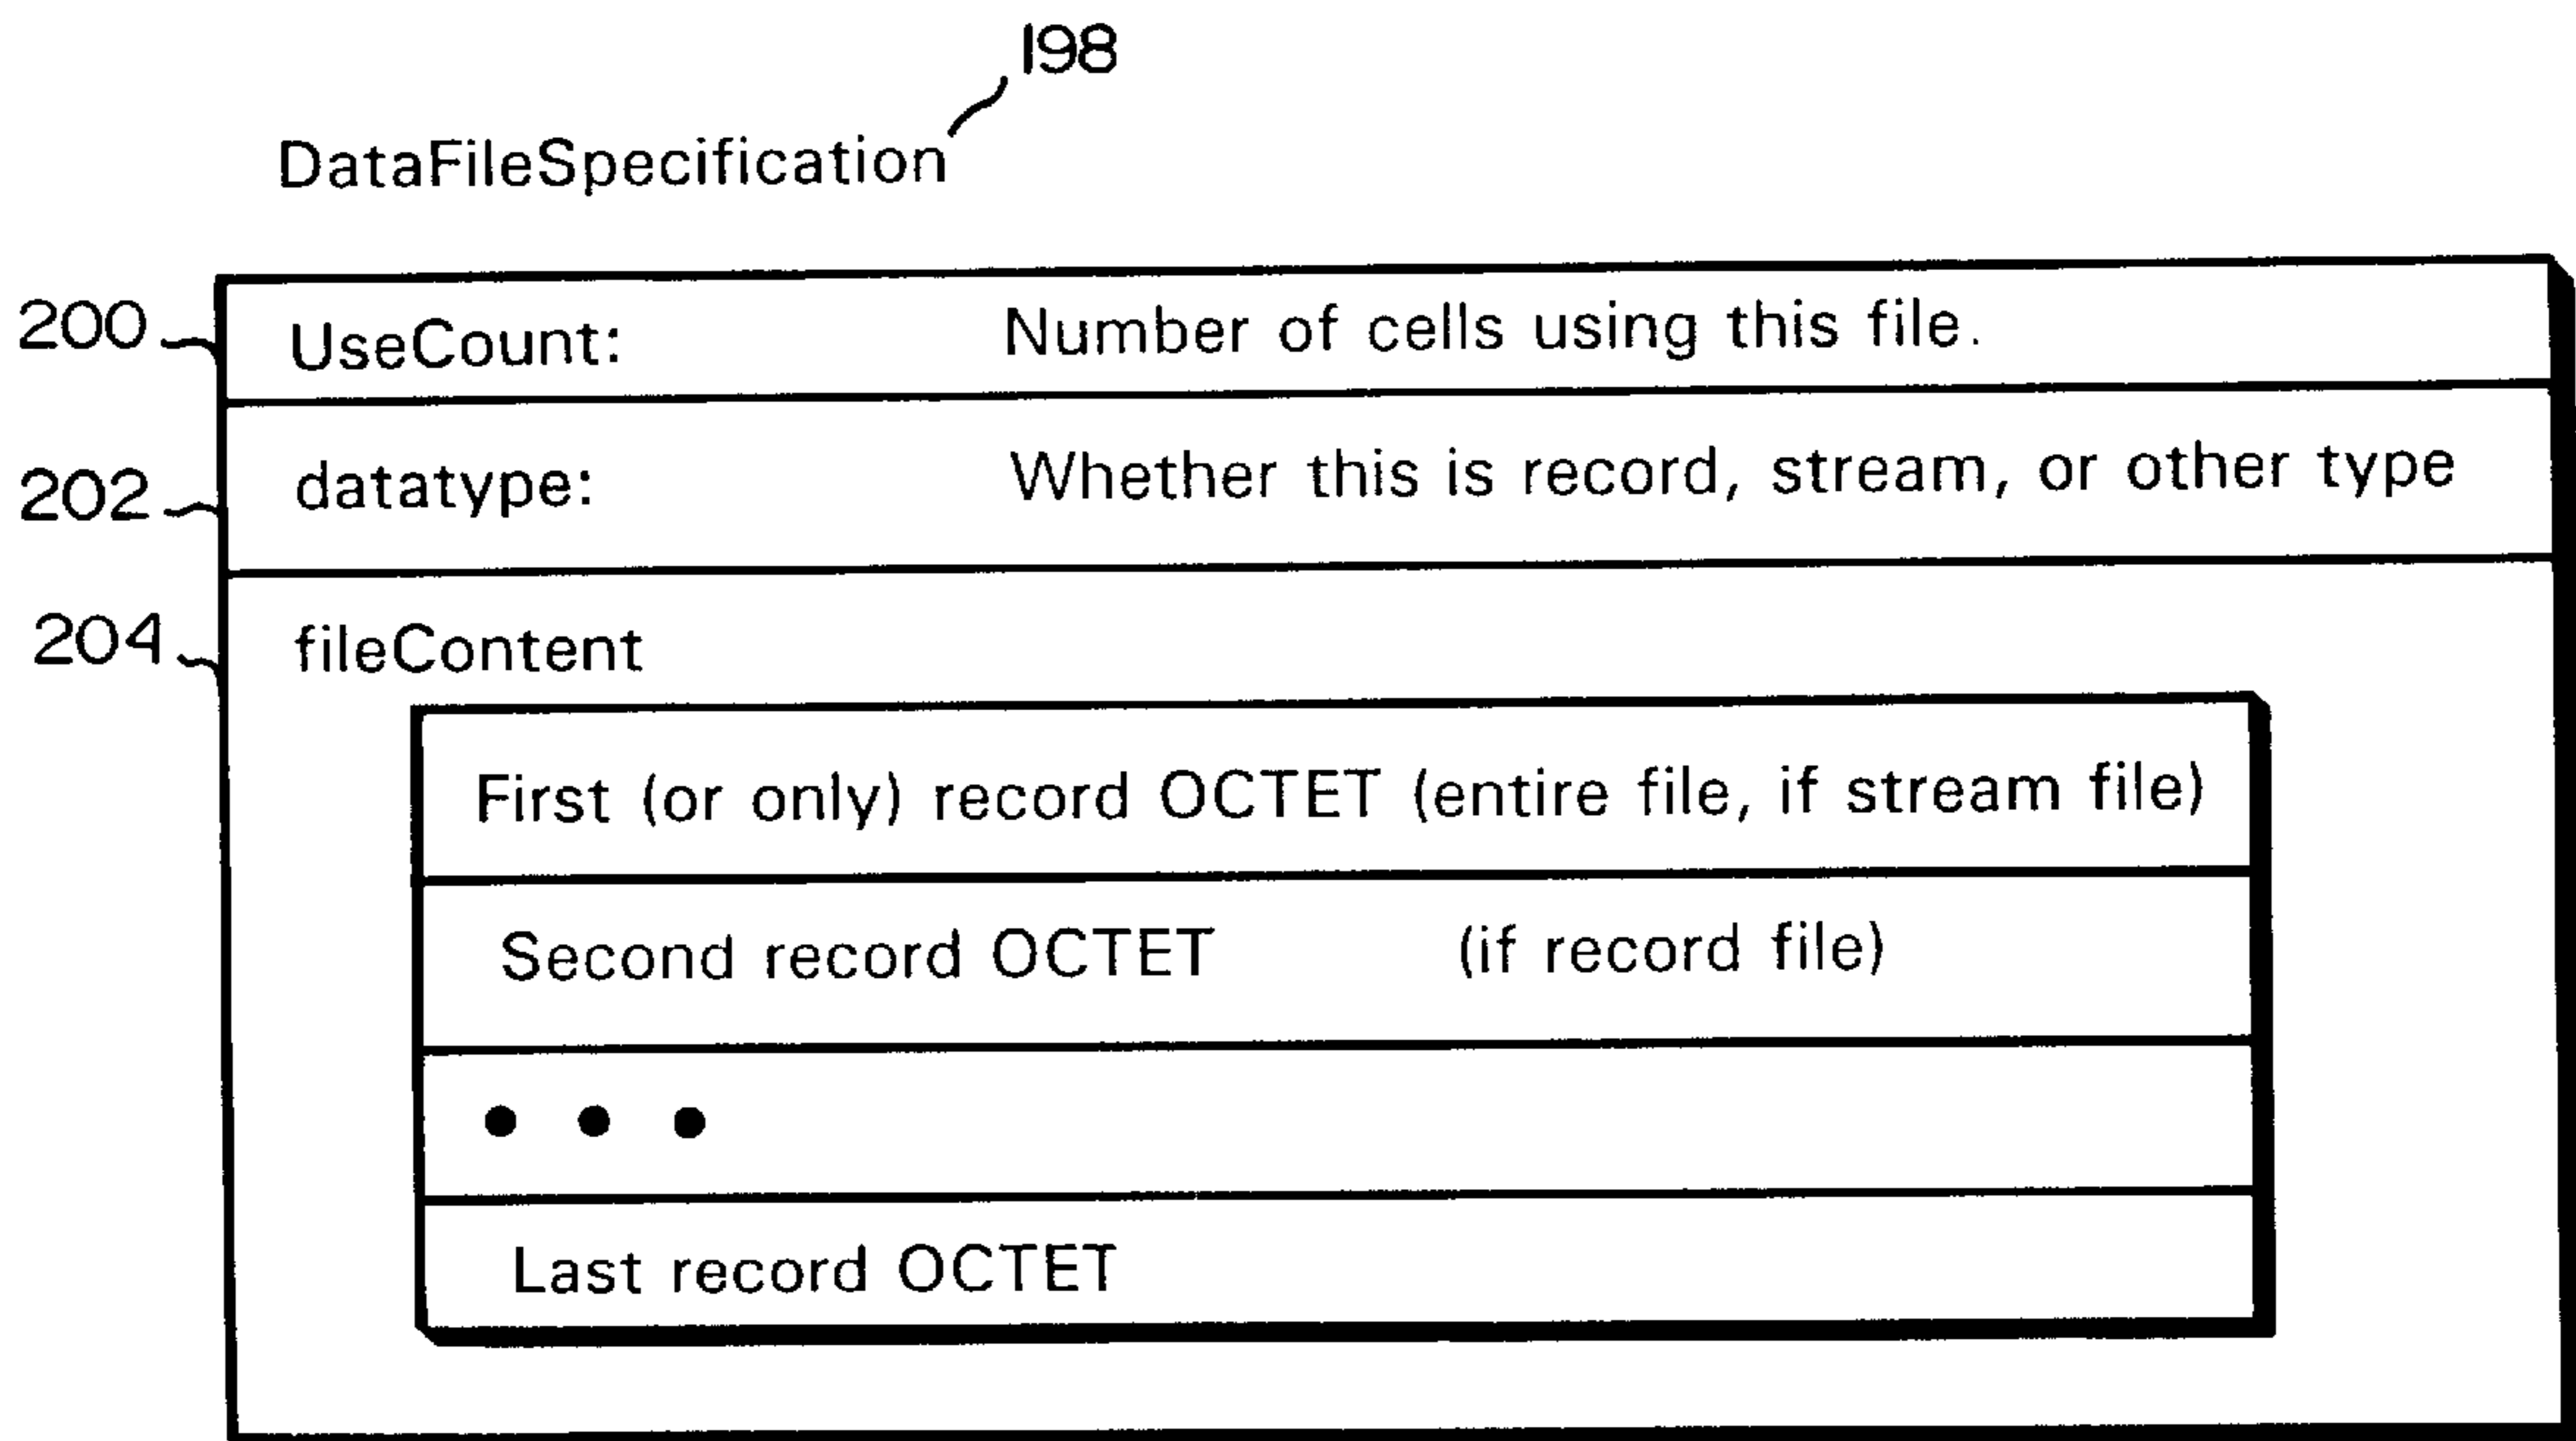 198
DataFileSpecification
200 UseCount: Number of cells using this file.
202 datatype: Whether this is record, stream, or other type
204 fileContent
First (or only) record OCTET (entire file, if stream file)
Second record OCTET (if record file)
• • •
Last record OCTET